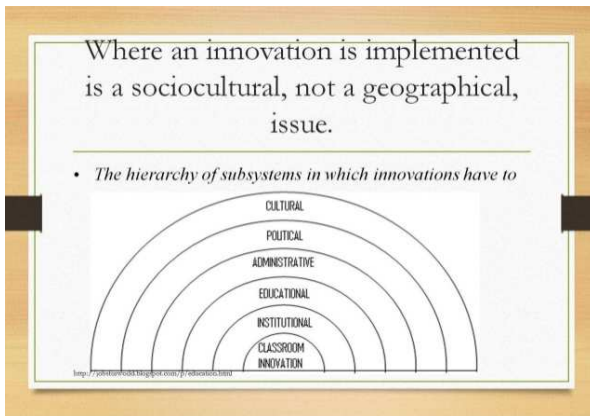 Where an innovation is implemented
is a sociocultural, not a geographical,
issue.
• The hierarchy of subsystems in which innovations have to
CULTURAL
POLITICAL
ADMINISTRATIVE
EDUCATIONAL
INSTITUTIONAL
CLASSROOM
INNOVATION